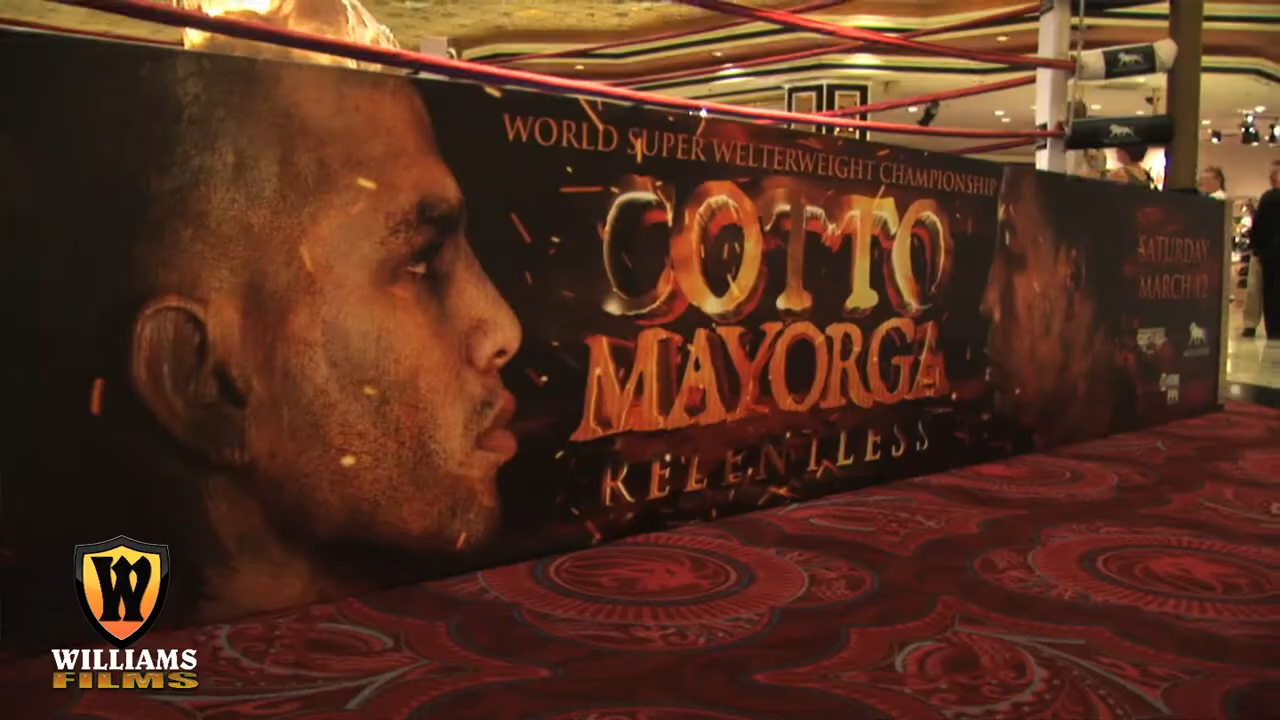 WORLD SUPER WELTERWEIGHT CHAMPIONSHIP
COTTO
MAYORGA
RELENTLESS
SATURDAY
MARCH 12
W
WILLIAMS
FILMS